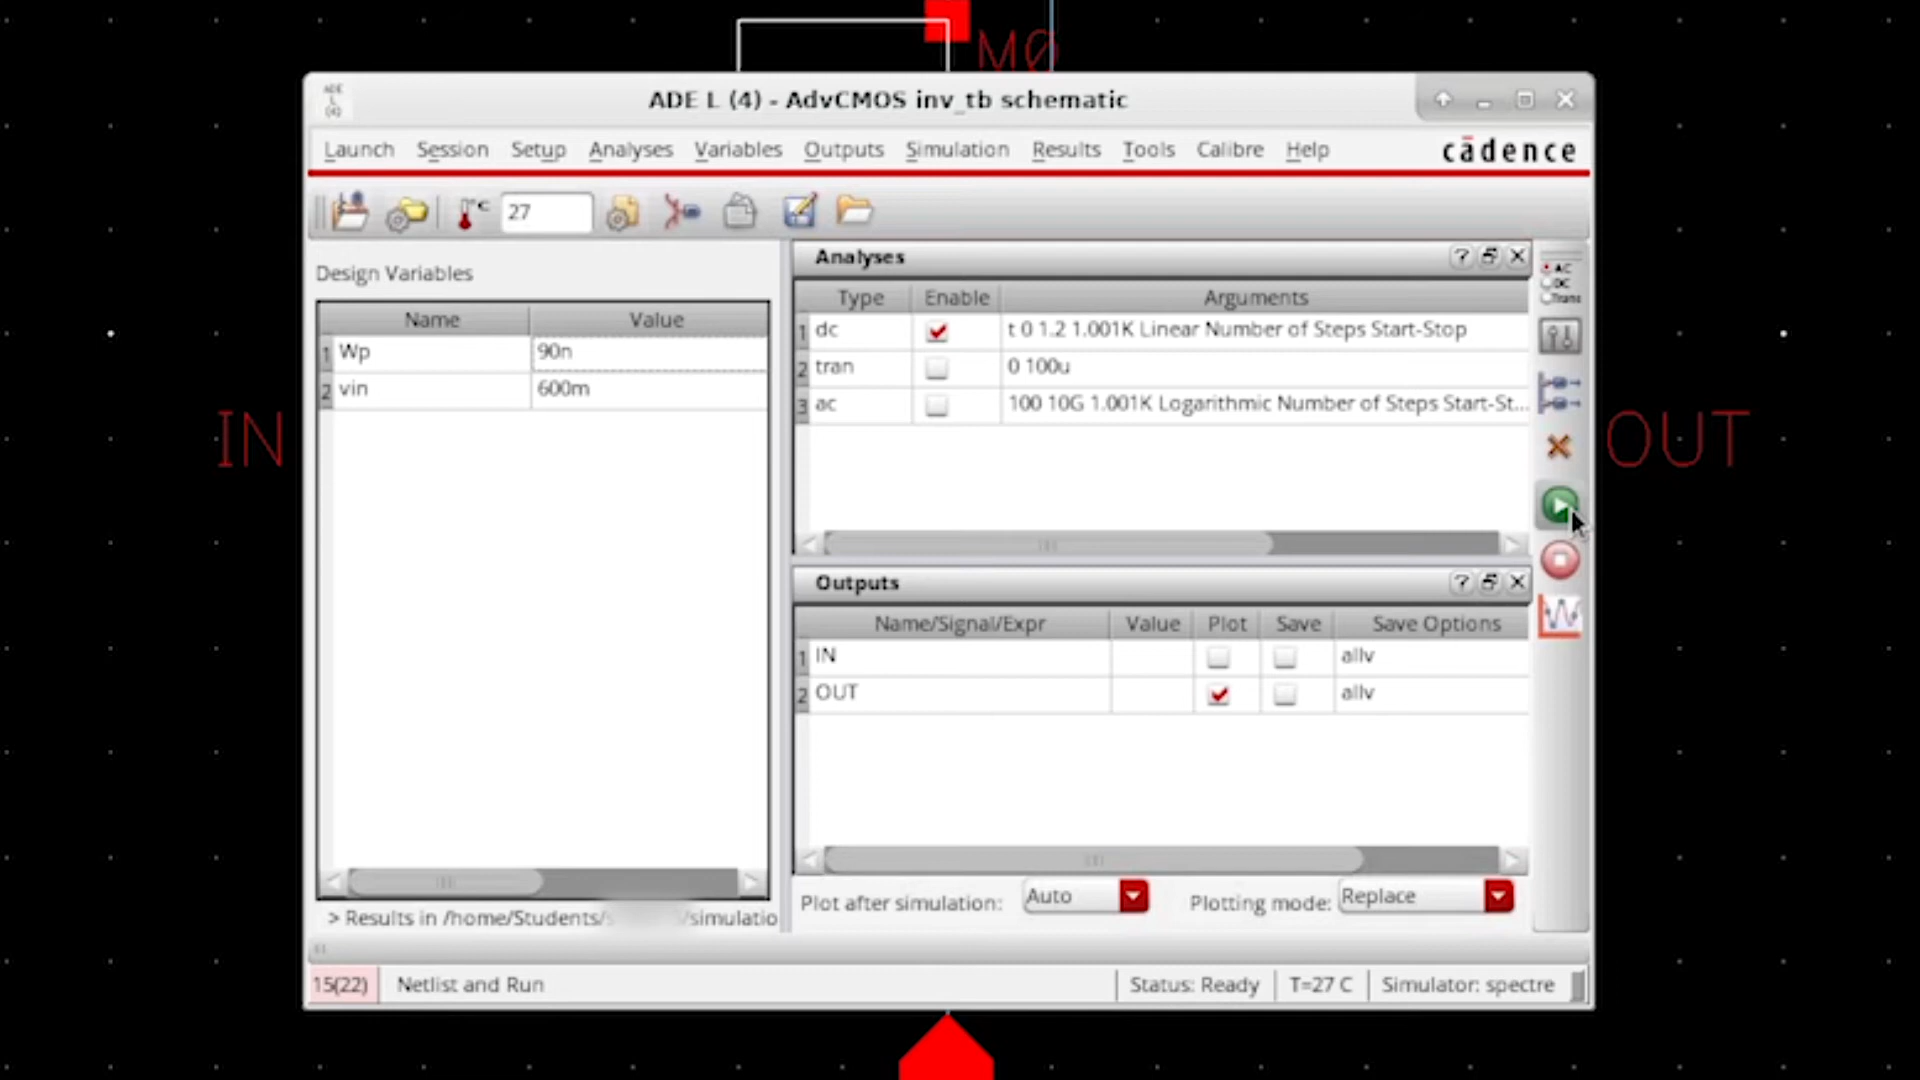 M0
ADE L (4)
ADE L (4) - AdvCMOS inv_tb schematic
Launch Session Setup Analyses Variables Outputs Simulation Results Tools Calibre Help cādence
°C 27
Design Variables
Name Value
1 Wp 90n
2 vin 600m
Analyses
Type Enable Arguments
1 dc t 0 1.2 1.001K Linear Number of Steps Start-Stop
2 tran 0 100u
3 ac 100 10G 1.001K Logarithmic Number of Steps Start-St...
AC
DC
Trans
IN
OUT
Outputs
Name/Signal/Expr Value Plot Save Save Options
1 IN allv
2 OUT allv
Plot after simulation: Auto Plotting mode: Replace
> Results in /home/Students/ /simulatio
15(22) Netlist and Run Status: Ready T=27 C Simulator: spectre